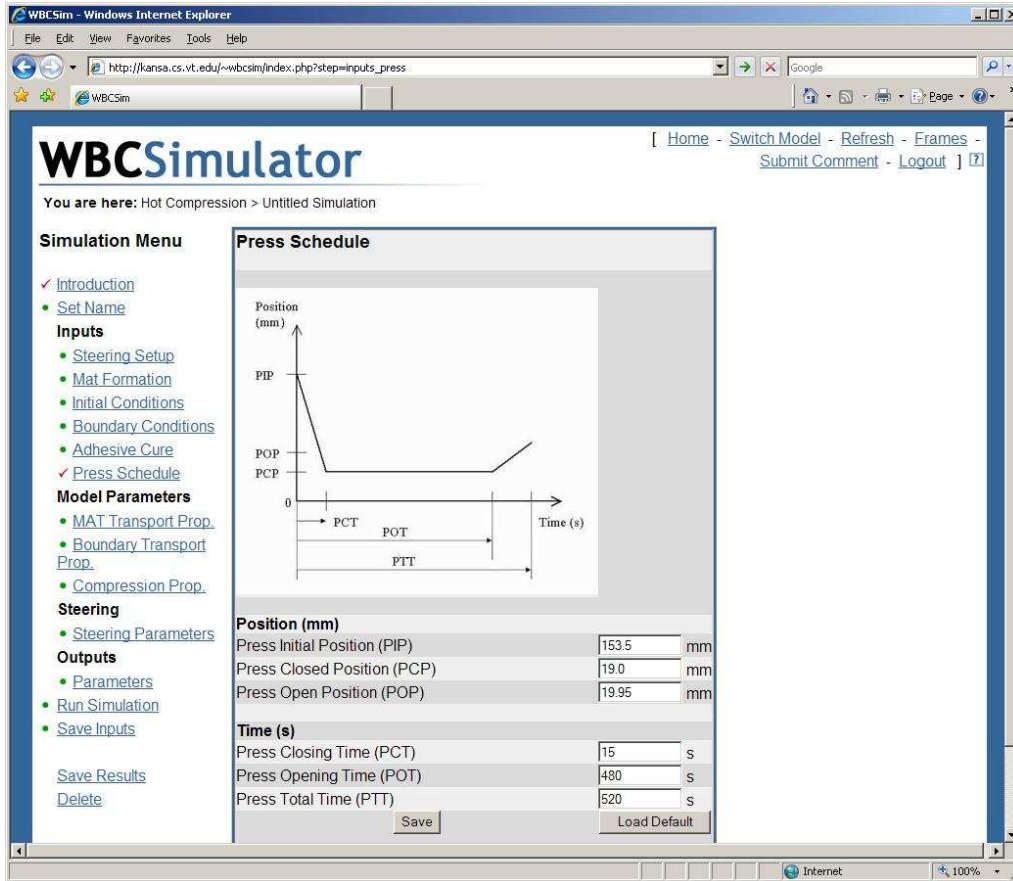 WBCSim - Windows Internet Explorer
File Edit View Favorites Tools Help
http://kansa.cs.vt.edu/~wbcsim/index.php?step=inputs_press
Google
WBCSim
Page
WBCSimulator
[ Home - Switch Model - Refresh - Frames -
Submit Comment - Logout ] ?
You are here: Hot Compression > Untitled Simulation
Simulation Menu
Introduction
Set Name
Inputs
Steering Setup
Mat Formation
Initial Conditions
Boundary Conditions
Adhesive Cure
Press Schedule
Model Parameters
MAT Transport Prop.
Boundary Transport
Prop.
Compression Prop.
Steering
Steering Parameters
Outputs
Parameters
Run Simulation
Save Inputs
Save Results
Delete
Press Schedule
Position
(mm)
PIP
POP
PCP
0
PCT
Time (s)
POT
PTT
Position (mm)
Press Initial Position (PIP) 153.5 mm
Press Closed Position (PCP) 19.0 mm
Press Open Position (POP) 19.95 mm
Time (s)
Press Closing Time (PCT) 15 s
Press Opening Time (POT) 480 s
Press Total Time (PTT) 520 s
Save Load Default
Internet 100%